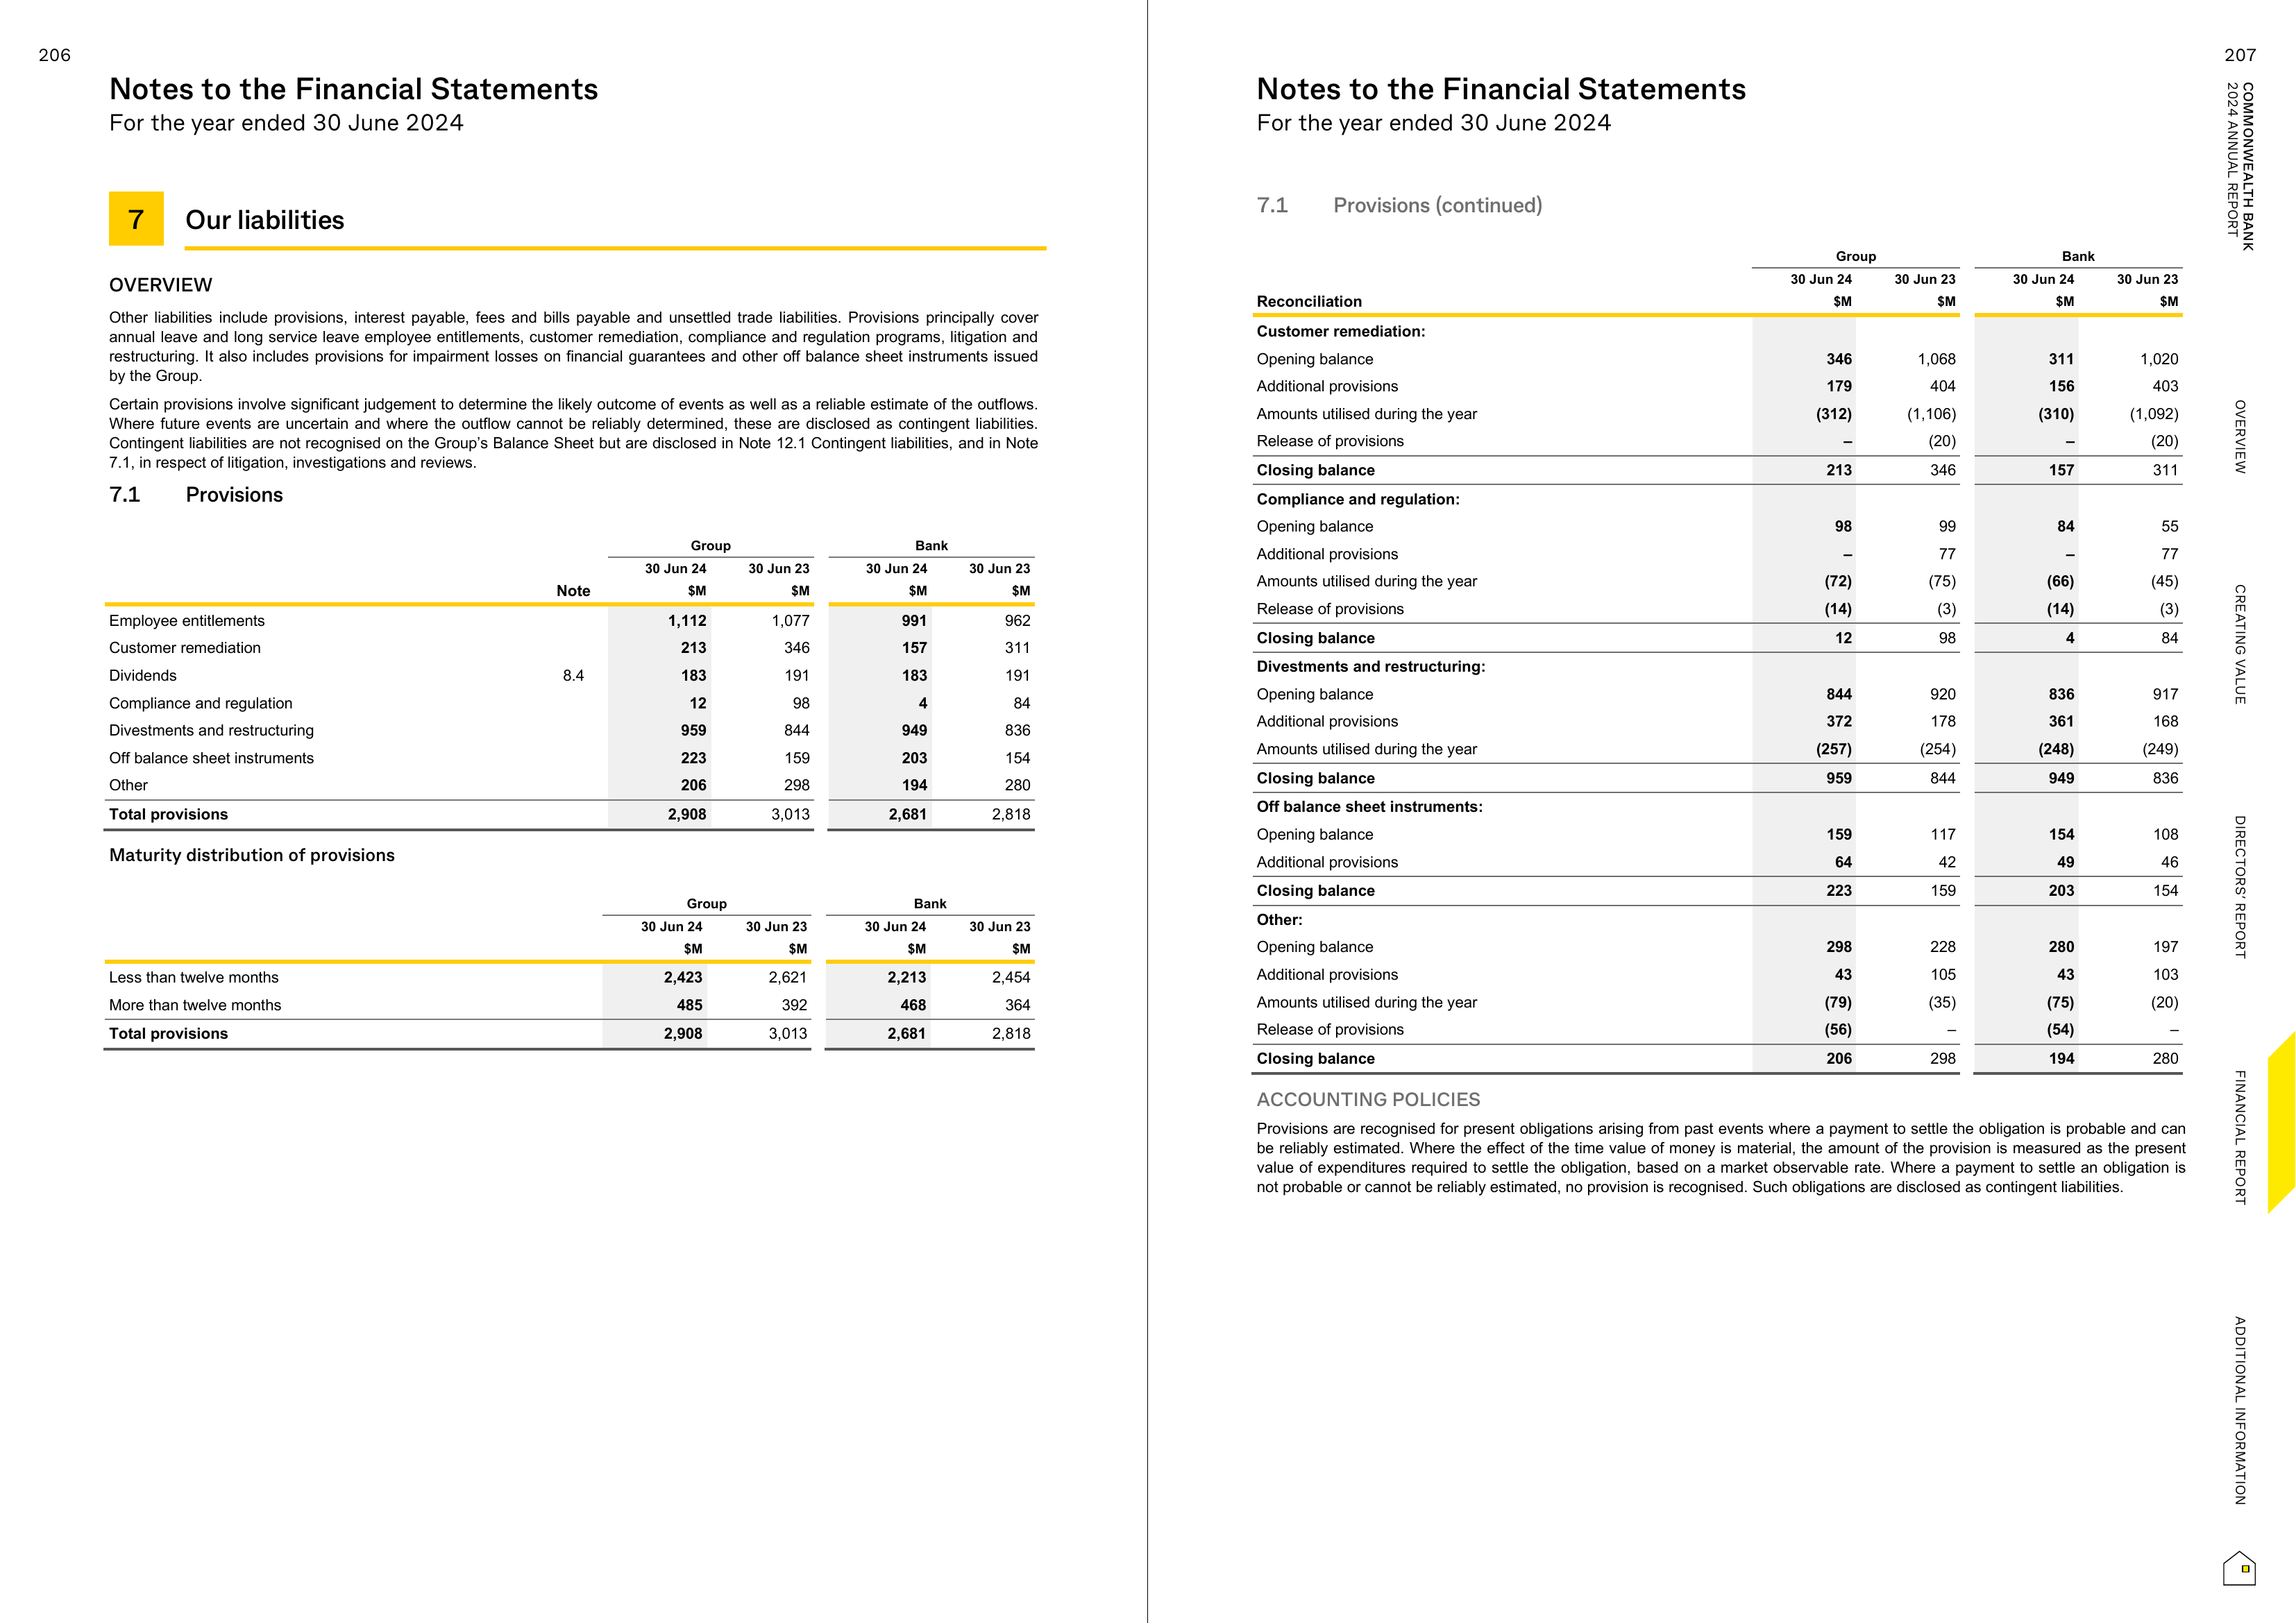 206
Notes to the Financial Statements
For the year ended 30 June 2024
7 Our liabilities
OVERVIEW
Other liabilities include provisions, interest payable, fees and bills payable and unsettled trade liabilities. Provisions principally cover
annual leave and long service leave employee entitlements, customer remediation, compliance and regulation programs, litigation and
restructuring. It also includes provisions for impairment losses on financial guarantees and other off balance sheet instruments issued
by the Group.
Certain provisions involve significant judgement to determine the likely outcome of events as well as a reliable estimate of the outflows.
Where future events are uncertain and where the outflow cannot be reliably determined, these are disclosed as contingent liabilities.
Contingent liabilities are not recognised on the Group's Balance Sheet but are disclosed in Note 12.1 Contingent liabilities, and in Note
7.1, in respect of litigation, investigations and reviews.
7.1 Provisions
Group Bank
30 Jun 24 30 Jun 23 30 Jun 24 30 Jun 23
Note $M $M $M $M
Employee entitlements 1,112 1,077 991 962
Customer remediation 213 346 157 311
Dividends 8.4 183 191 183 191
Compliance and regulation 12 98 4 84
Divestments and restructuring 959 844 949 836
Off balance sheet instruments 223 159 203 154
Other 206 298 194 280
Total provisions 2,908 3,013 2,681 2,818
Maturity distribution of provisions
Group Bank
30 Jun 24 30 Jun 23 30 Jun 24 30 Jun 23
$M $M $M $M
Less than twelve months 2,423 2,621 2,213 2,454
More than twelve months 485 392 468 364
Total provisions 2,908 3,013 2,681 2,818
207
Notes to the Financial Statements
For the year ended 30 June 2024
7.1 Provisions (continued)
Group Bank
30 Jun 24 30 Jun 23 30 Jun 24 30 Jun 23
Reconciliation $M $M $M $M
Customer remediation:
Opening balance 346 1,068 311 1,020
Additional provisions 179 404 156 403
Amounts utilised during the year (312) (1,106) (310) (1,092)
Release of provisions – (20) – (20)
Closing balance 213 346 157 311
Compliance and regulation:
Opening balance 98 99 84 55
Additional provisions – 77 – 77
Amounts utilised during the year (72) (75) (66) (45)
Release of provisions (14) (3) (14) (3)
Closing balance 12 98 4 84
Divestments and restructuring:
Opening balance 844 920 836 917
Additional provisions 372 178 361 168
Amounts utilised during the year (257) (254) (248) (249)
Closing balance 959 844 949 836
Off balance sheet instruments:
Opening balance 159 117 154 108
Additional provisions 64 42 49 46
Closing balance 223 159 203 154
Other:
Opening balance 298 228 280 197
Additional provisions 43 105 43 103
Amounts utilised during the year (79) (35) (75) (20)
Release of provisions (56) – (54) –
Closing balance 206 298 194 280
ACCOUNTING POLICIES
Provisions are recognised for present obligations arising from past events where a payment to settle the obligation is probable and can
be reliably estimated. Where the effect of the time value of money is material, the amount of the provision is measured as the present
value of expenditures required to settle the obligation, based on a market observable rate. Where a payment to settle an obligation is
not probable or cannot be reliably estimated, no provision is recognised. Such obligations are disclosed as contingent liabilities.
COMMONWEALTH BANK
2024 ANNUAL REPORT
OVERVIEW
CREATING VALUE
DIRECTORS' REPORT
FINANCIAL REPORT
ADDITIONAL INFORMATION